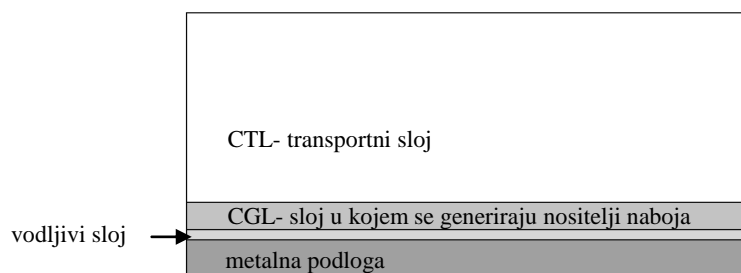 CTL- transportni sloj
CGL- sloj u kojem se generiraju nositelji naboja
vodljivi sloj
metalna podloga